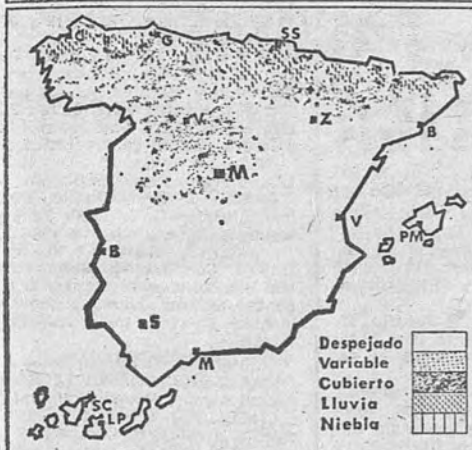 C G SS
V Z
B
M
V
PM
B
S
M
SC
LP
Despejado
Variable
Cubierto
Lluvia
Niebla